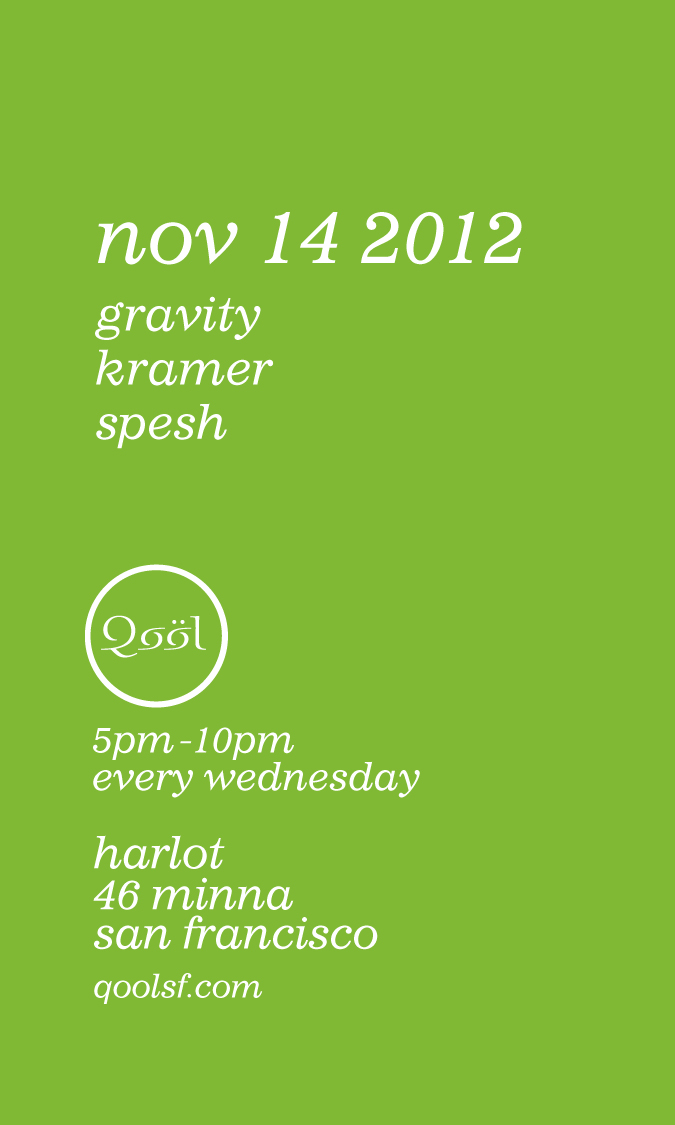 nov 14 2012
gravity
kramer
spesh
Qoöl
5pm-10pm
every wednesday
harlot
46 minna
san francisco
qoolsf.com